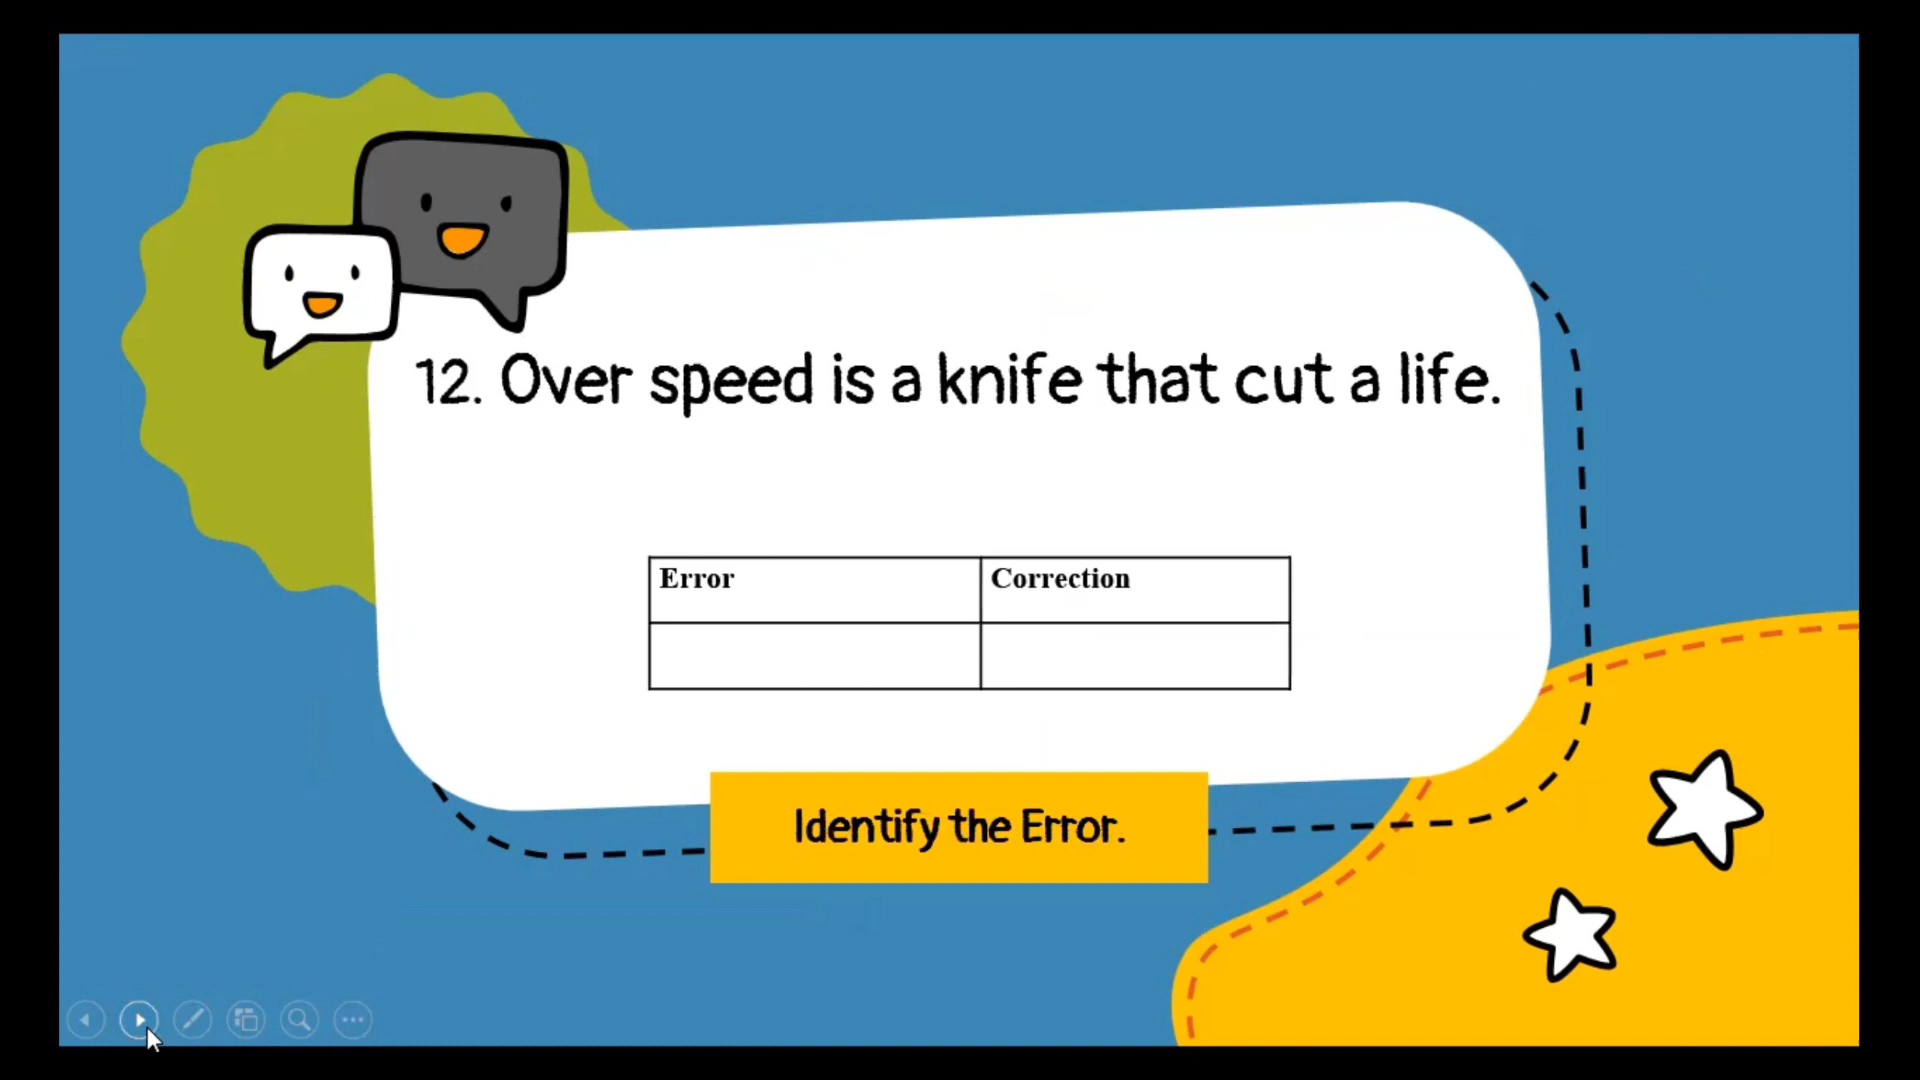 12. Over speed is a knife that cut a life.
Error Correction
Identify the Error.